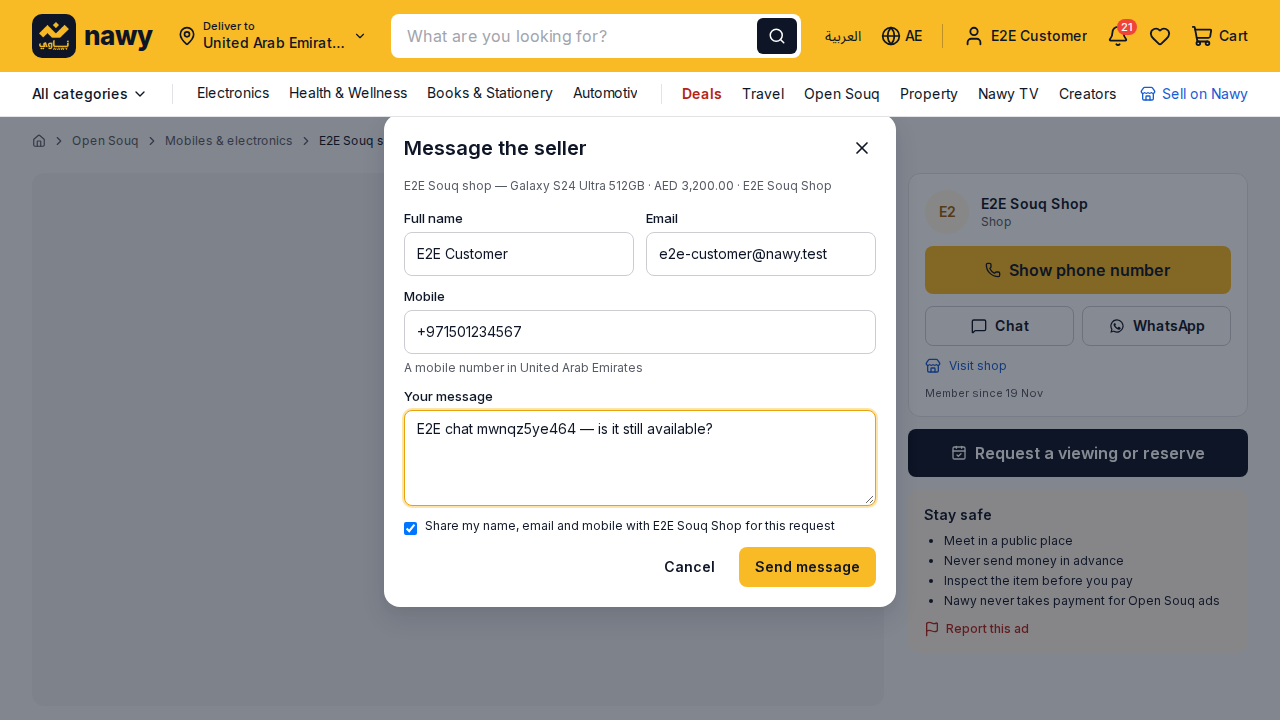 ناوي
NAWY
nawy
Deliver to
United Arab Emirat...
What are you looking for?
العربية
AE
E2E Customer
21
Cart
All categories
Electronics
Health & Wellness
Books & Stationery
Automotiv
Deals
Travel
Open Souq
Property
Nawy TV
Creators
Sell on Nawy
Open Souq
Mobiles & electronics
E2E Souq s
Message the seller
E2E Souq shop — Galaxy S24 Ultra 512GB · AED 3,200.00 · E2E Souq Shop
Full name
Email
E2E Customer
e2e-customer@nawy.test
Mobile
+971501234567
A mobile number in United Arab Emirates
Your message
E2E chat mwnqz5ye464 — is it still available?
Share my name, email and mobile with E2E Souq Shop for this request
Cancel
Send message
E2
E2E Souq Shop
Shop
Show phone number
Chat
WhatsApp
Visit shop
Member since 19 Nov
Request a viewing or reserve
Stay safe
• Meet in a public place
• Never send money in advance
• Inspect the item before you pay
• Nawy never takes payment for Open Souq ads
Report this ad